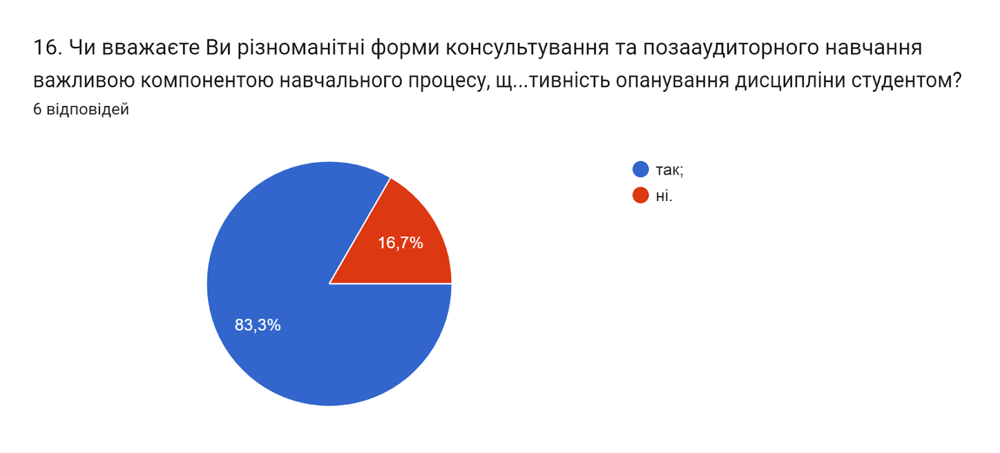 16. Чи вважаєте Ви різноманітні форми консультування та позааудиторного навчання
важливою компонентою навчального процесу, щ...тивність опанування дисципліни студентом?
6 відповідей
так;
ні.
16,7%
83,3%